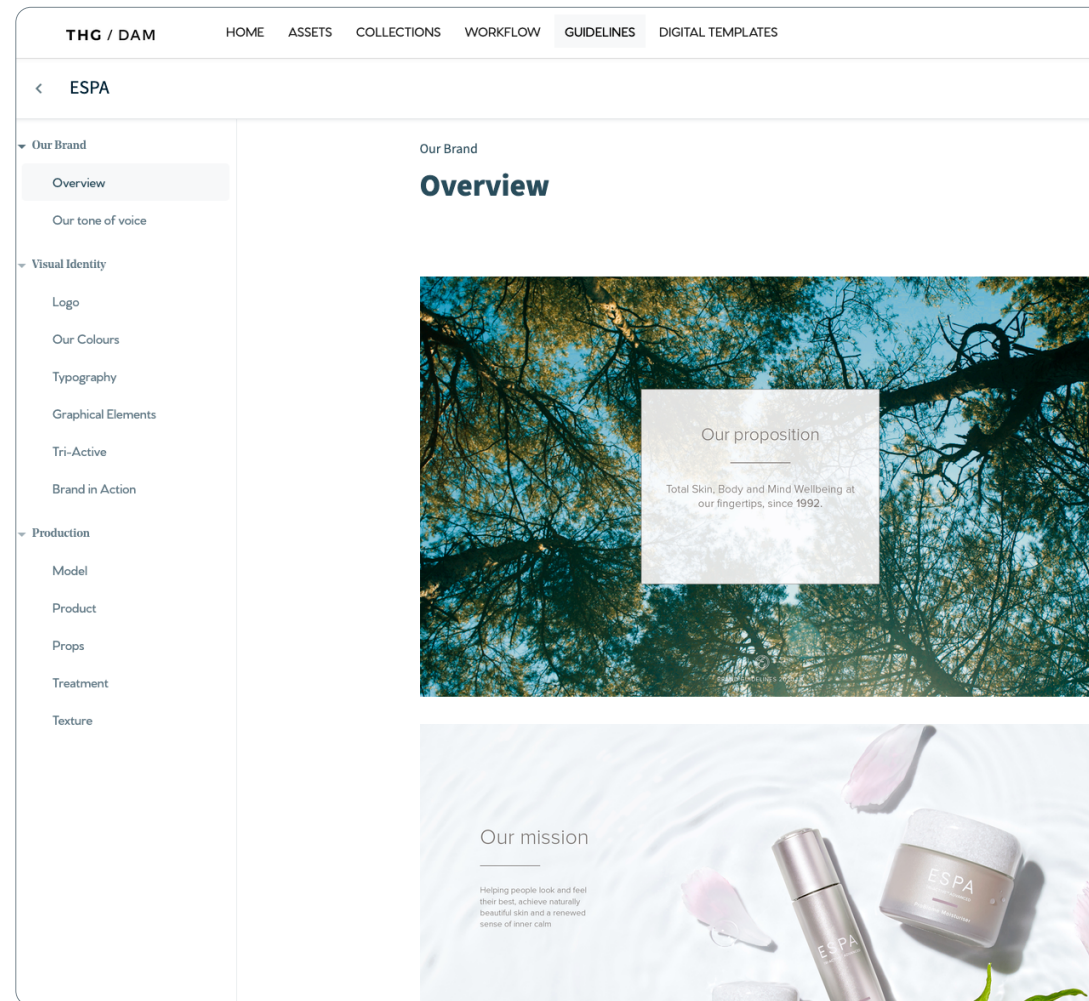 THG / DAM
HOME
ASSETS
COLLECTIONS
WORKFLOW
GUIDELINES
DIGITAL TEMPLATES
ESPA
Our Brand
Overview
Our tone of voice
Visual Identity
Logo
Our Colours
Typography
Graphical Elements
Tri-Active
Brand in Action
Production
Model
Product
Props
Treatment
Texture
Our Brand
Overview
Our proposition
Total Skin, Body and Mind Wellbeing at
our fingertips, since 1992.
BRAND GUIDELINES
Our mission
Helping people look and feel
their best, achieve naturally
beautiful skin and a renewed
sense of inner calm
ESPA
ESPA